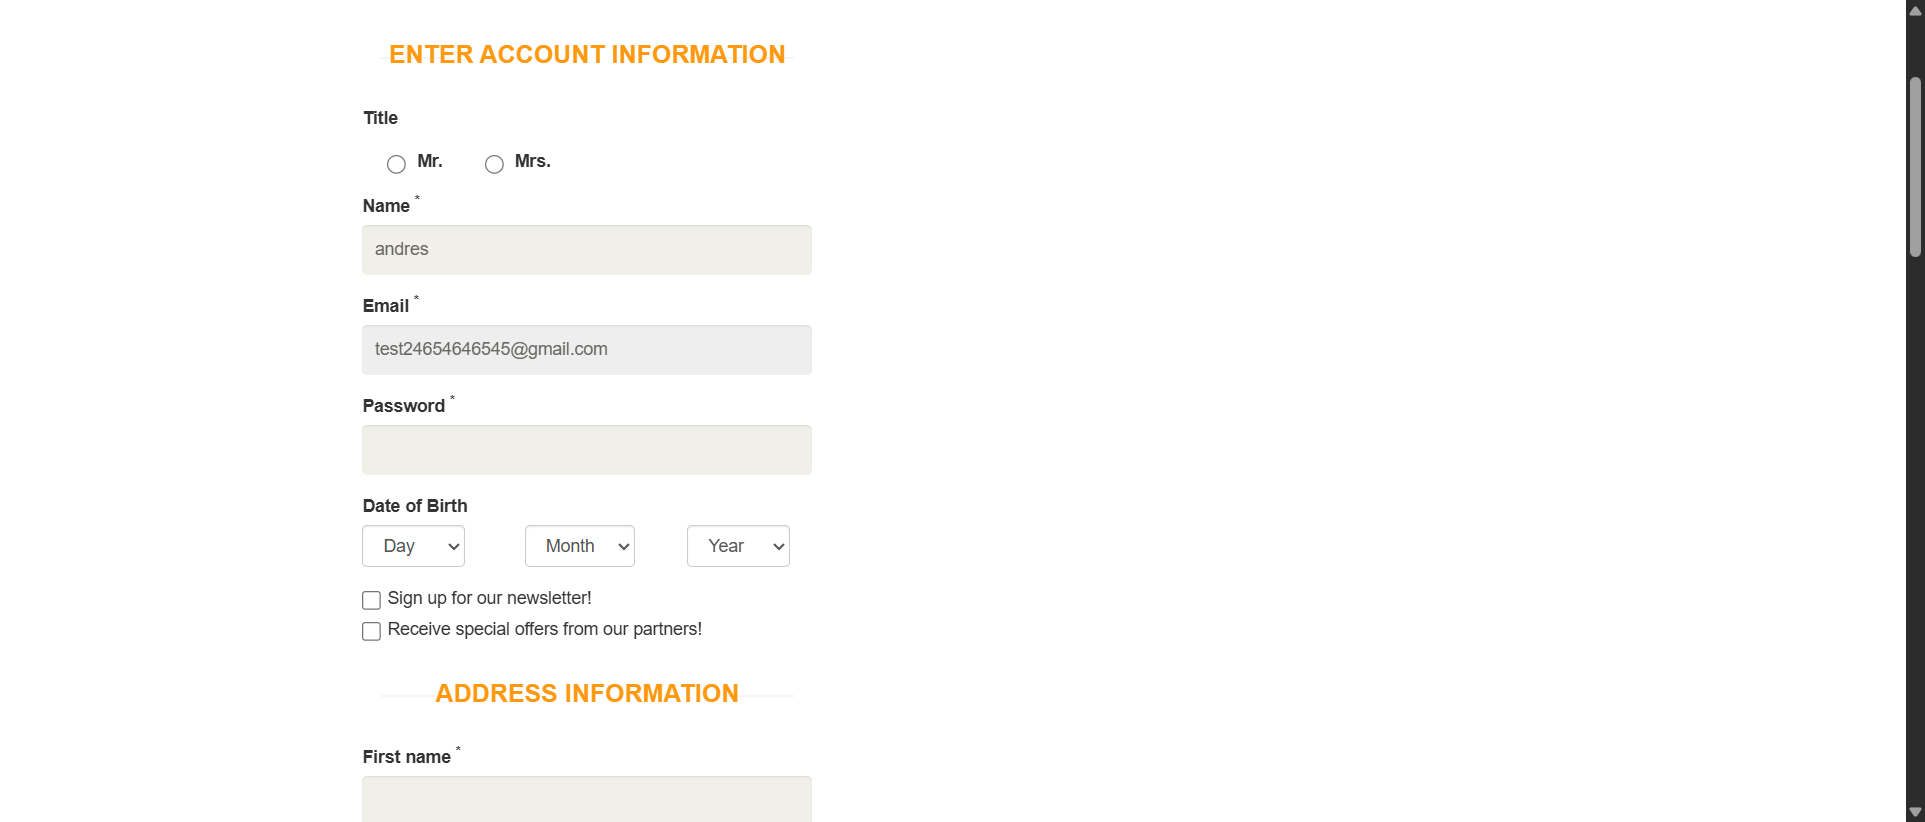 ENTER ACCOUNT INFORMATION
Title
Mr. Mrs.
Name *
andres
Email *
test24654646545@gmail.com
Password *
Date of Birth
Day Month Year
Sign up for our newsletter!
Receive special offers from our partners!
ADDRESS INFORMATION
First name *